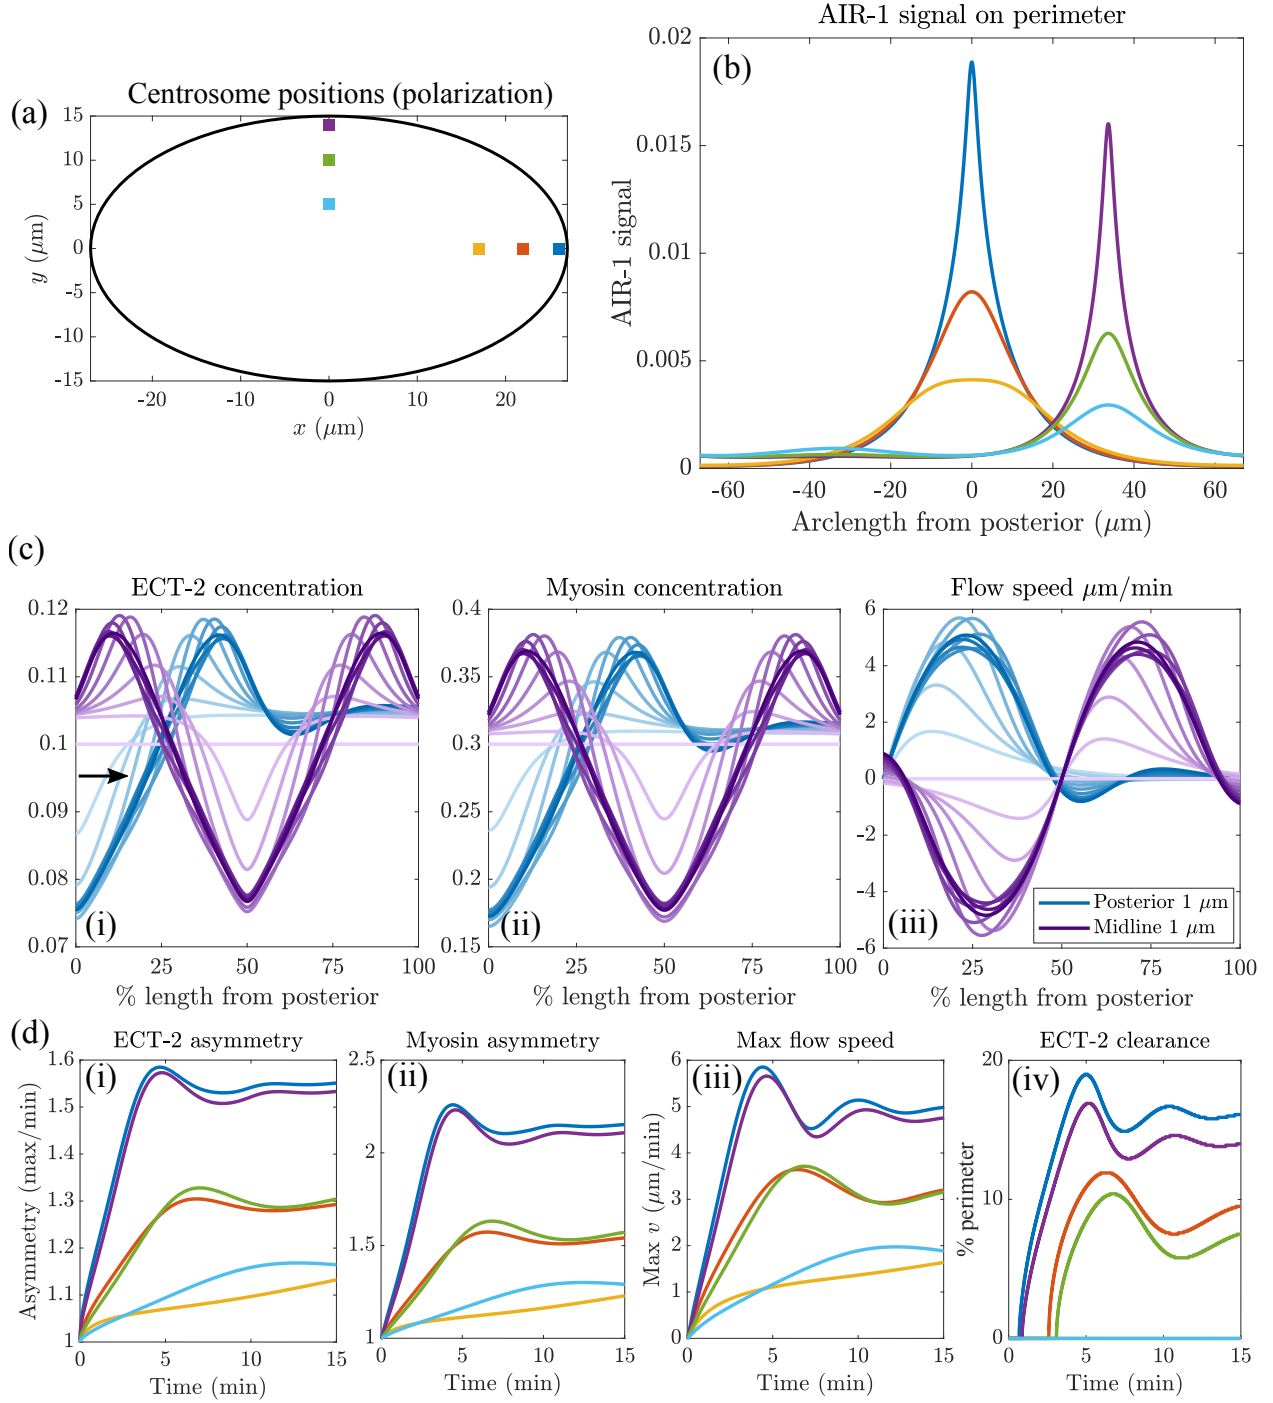 (a)
Centrosome positions (polarization)
15
10
5
0
-5
-10
-15
y (μm)
-20
-10
0
10
20
x (μm)
AIR-1 signal on perimeter
(b)
0.02
0.015
0.01
0.005
0
AIR-1 signal
-60
-40
-20
0
20
40
60
Arclength from posterior (μm)
(c)
ECT-2 concentration
0.12
0.11
0.1
0.09
0.08
0.07
(i)
0
25
50
75
100
% length from posterior
Myosin concentration
0.4
0.35
0.3
0.25
0.2
0.15
(ii)
0
25
50
75
100
% length from posterior
Flow speed μm/min
6
4
2
0
-2
-4
-6
(iii)
Posterior 1 μm
Midline 1 μm
0
25
50
75
100
% length from posterior
(d)
ECT-2 asymmetry
(i)
1.6
1.5
1.4
1.3
1.2
1.1
1
Asymmetry (max/min)
0
5
10
15
Time (min)
Myosin asymmetry
(ii)
2.5
2
1.5
1
0
5
10
15
Time (min)
Max flow speed
(iii)
6
5
4
3
2
1
0
Max v (μm/min)
0
5
10
15
Time (min)
ECT-2 clearance
(iv)
20
10
0
% perimeter
0
5
10
15
Time (min)